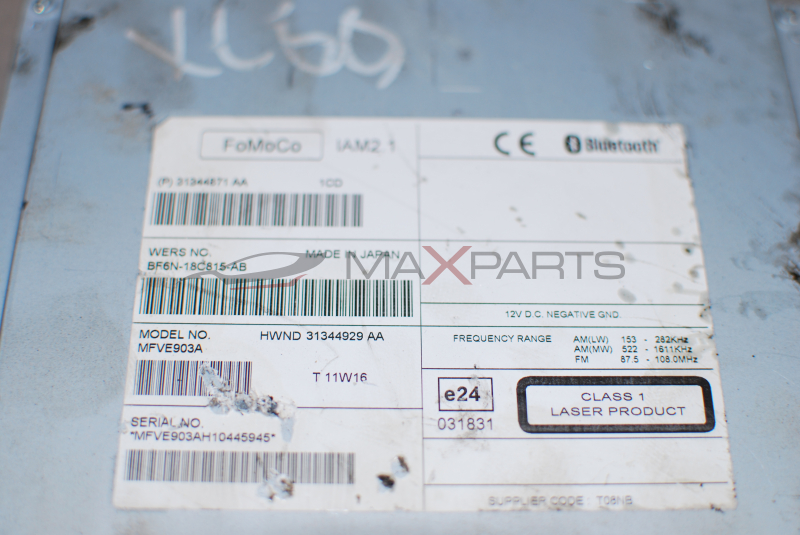 XC60
FoMoCo
IAM2.1
CE
Bluetooth
(P) 31344871 AA
1CD
WERS NO.
MADE IN JAPAN
BF6N-18C815-AB
MAXPARTS
12V D.C. NEGATIVE GND.
MODEL NO.
HWND 31344929 AA
MFVE903A
T 11W16
FREQUENCY RANGE
AM(LW) 153 - 282KHz
AM(MW) 522 - 1611KHz
FM 87.5 - 108.0MHz
e24
031831
CLASS 1
LASER PRODUCT
SERIAL NO.
*MFVE903AH10445945*
SUPPLIER CODE : T08NB